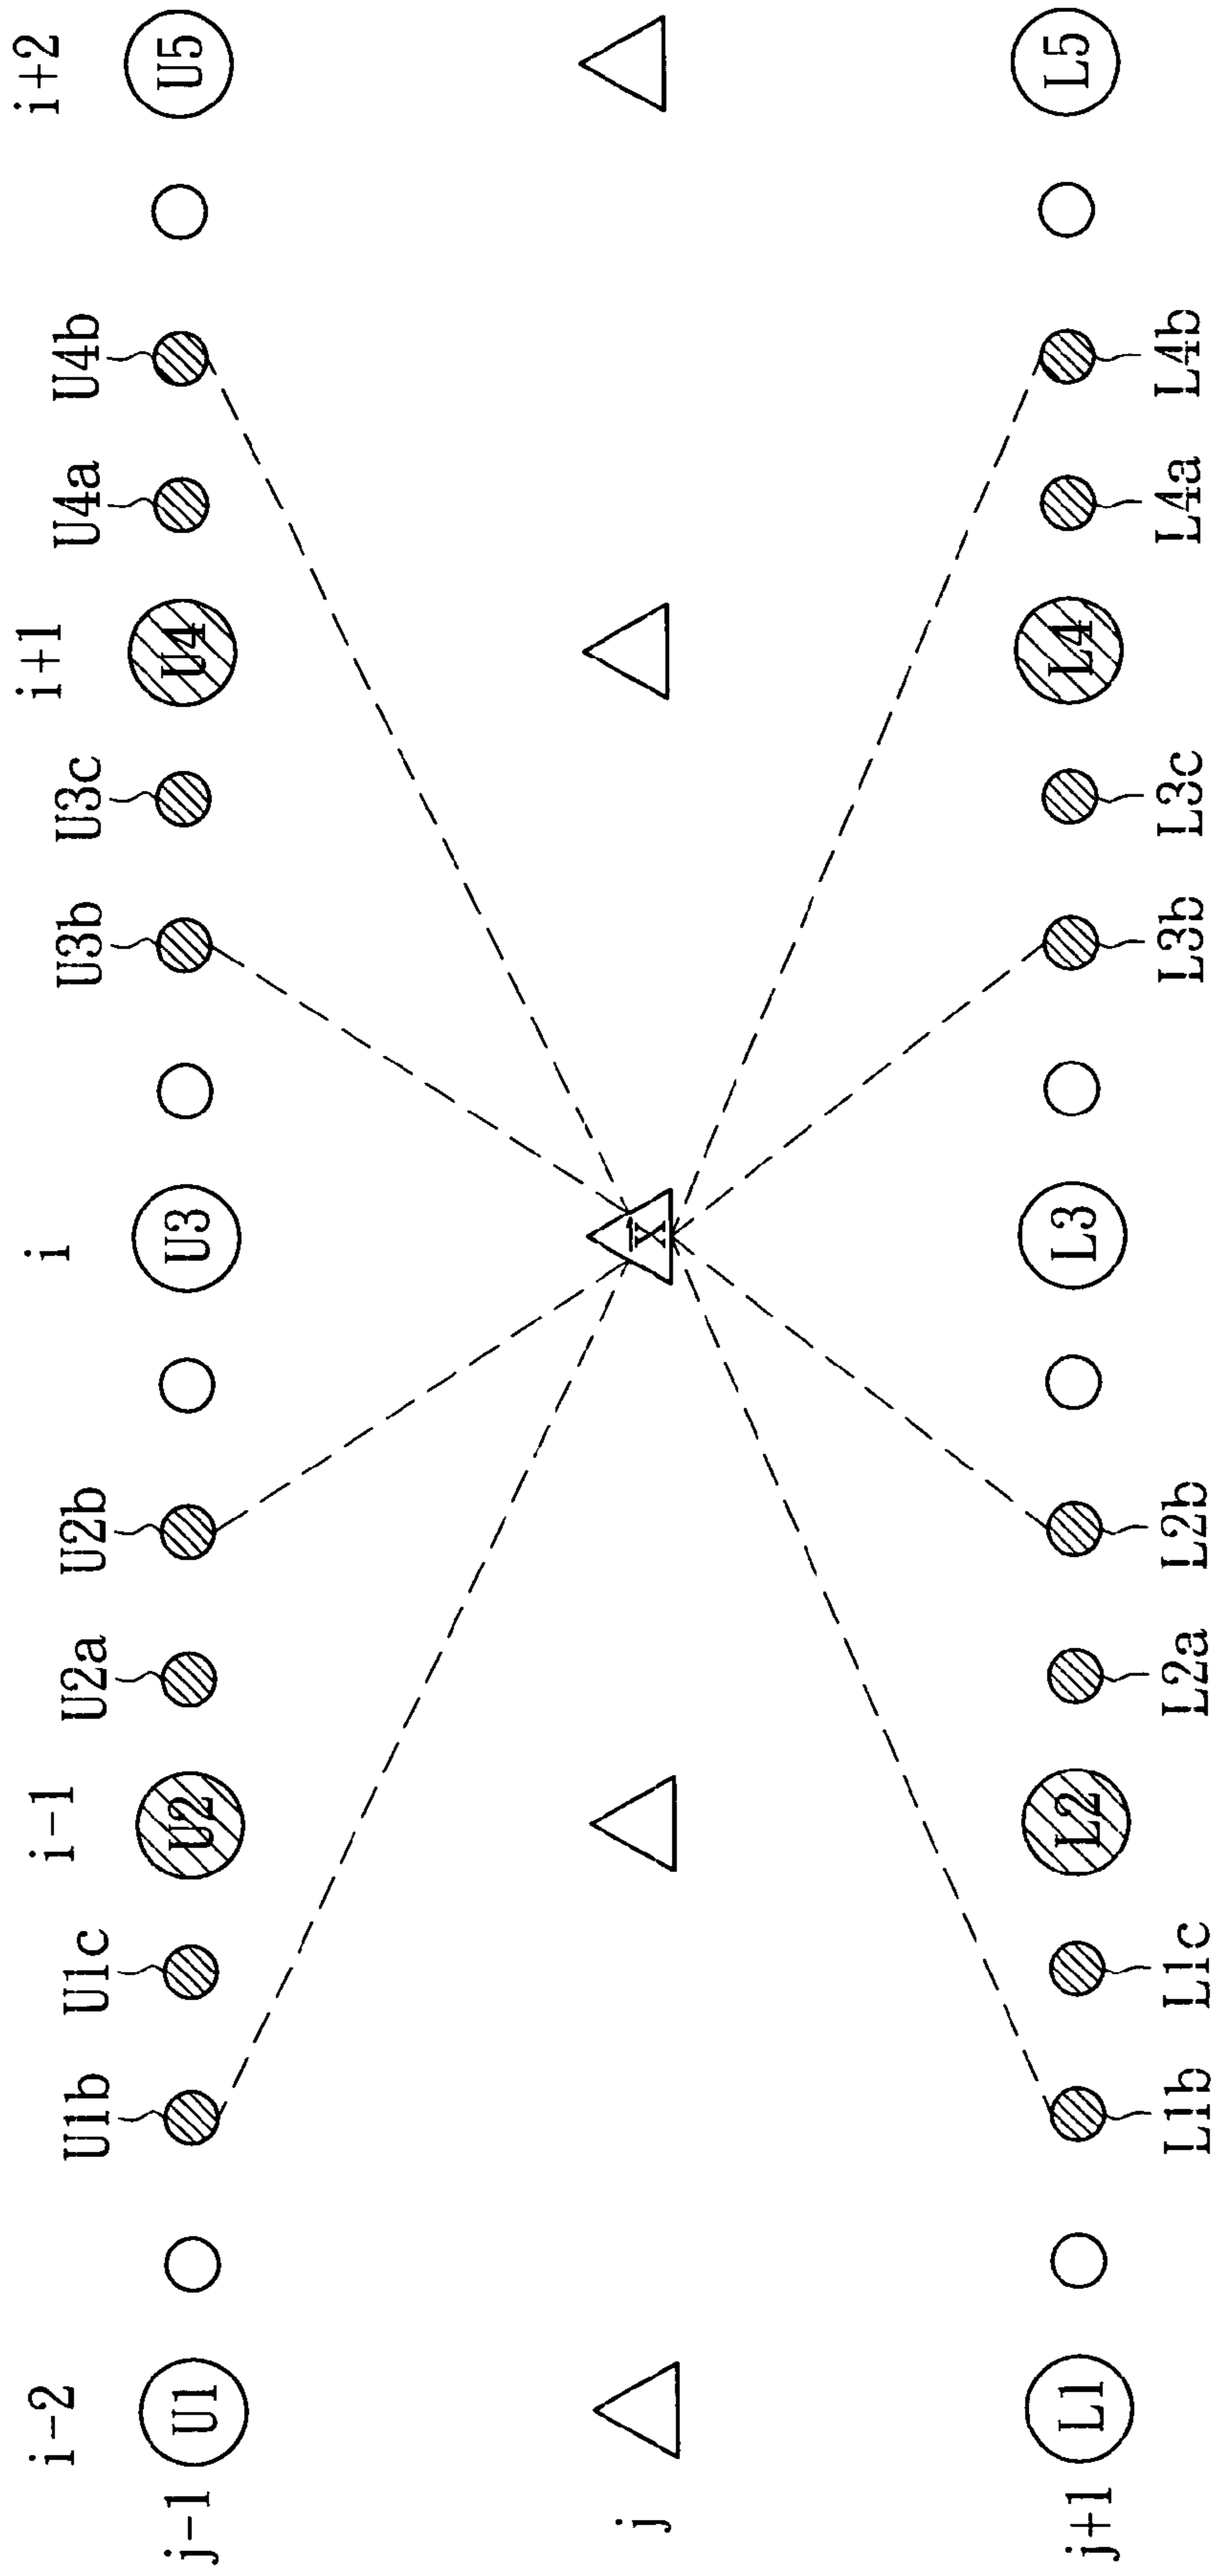 i-2 i-1 i i+1 i+2
U1b U1c U2a U2b U3b U3c U4a U4b
j-1 U1 U2 U3 U4 U5
j X
j+1 L1 L2 L3 L4 L5
L1b L1c L2a L2b L3b L3c L4a L4b